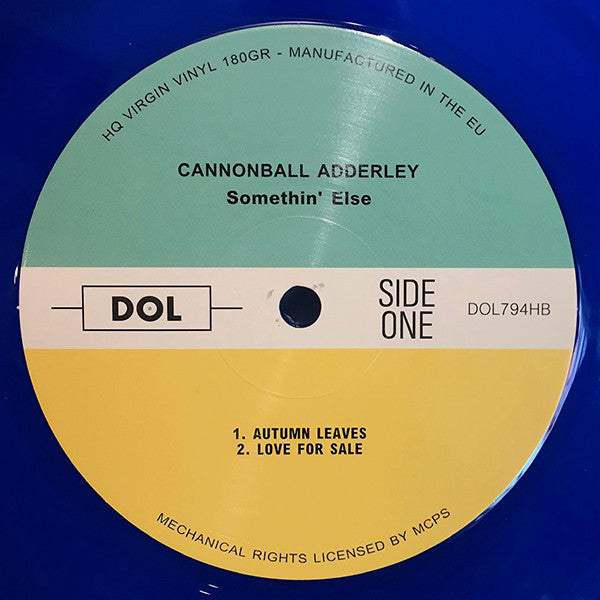 HQ VIRGIN VINYL 180GR - MANUFACTURED IN THE EU
CANNONBALL ADDERLEY
Somethin' Else
DOL
SIDE
ONE
DOL794HB
1. AUTUMN LEAVES
2. LOVE FOR SALE
MECHANICAL RIGHTS LICENSED BY MCPS